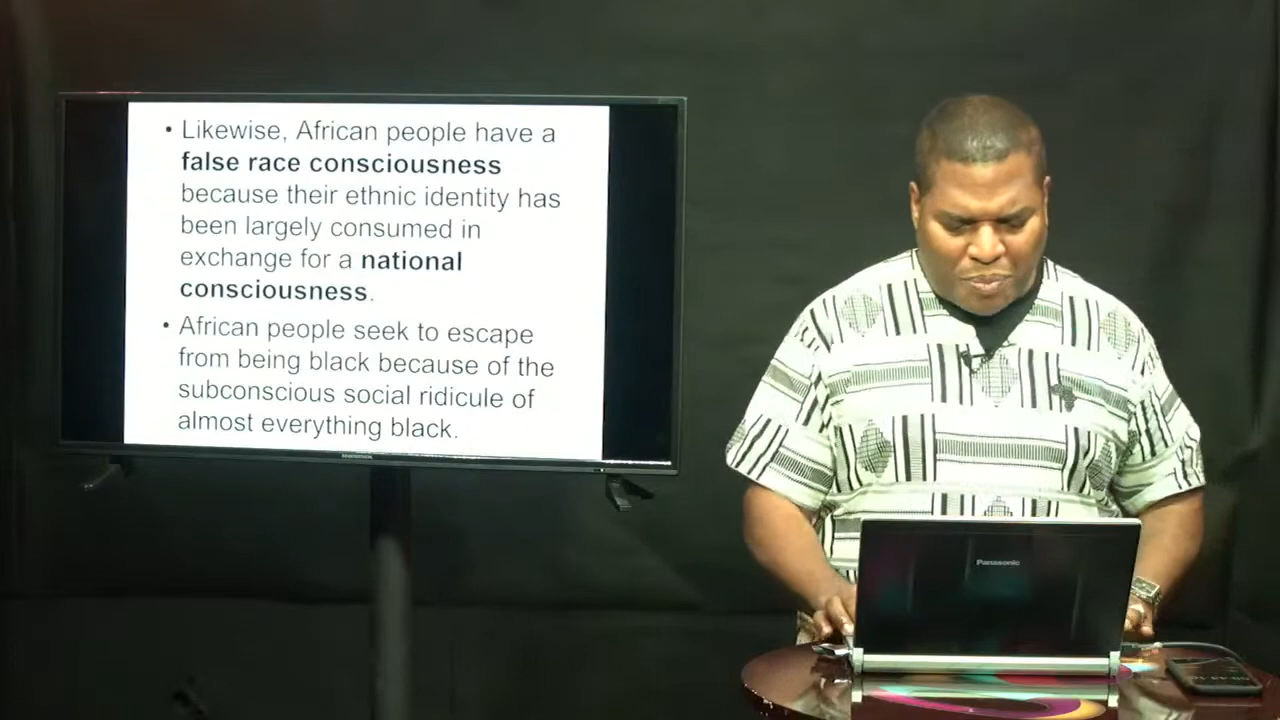 • Likewise, African people have a
false race consciousness
because their ethnic identity has
been largely consumed in
exchange for a national
consciousness.
• African people seek to escape
from being black because of the
subconscious social ridicule of
almost everything black.
Panasonic